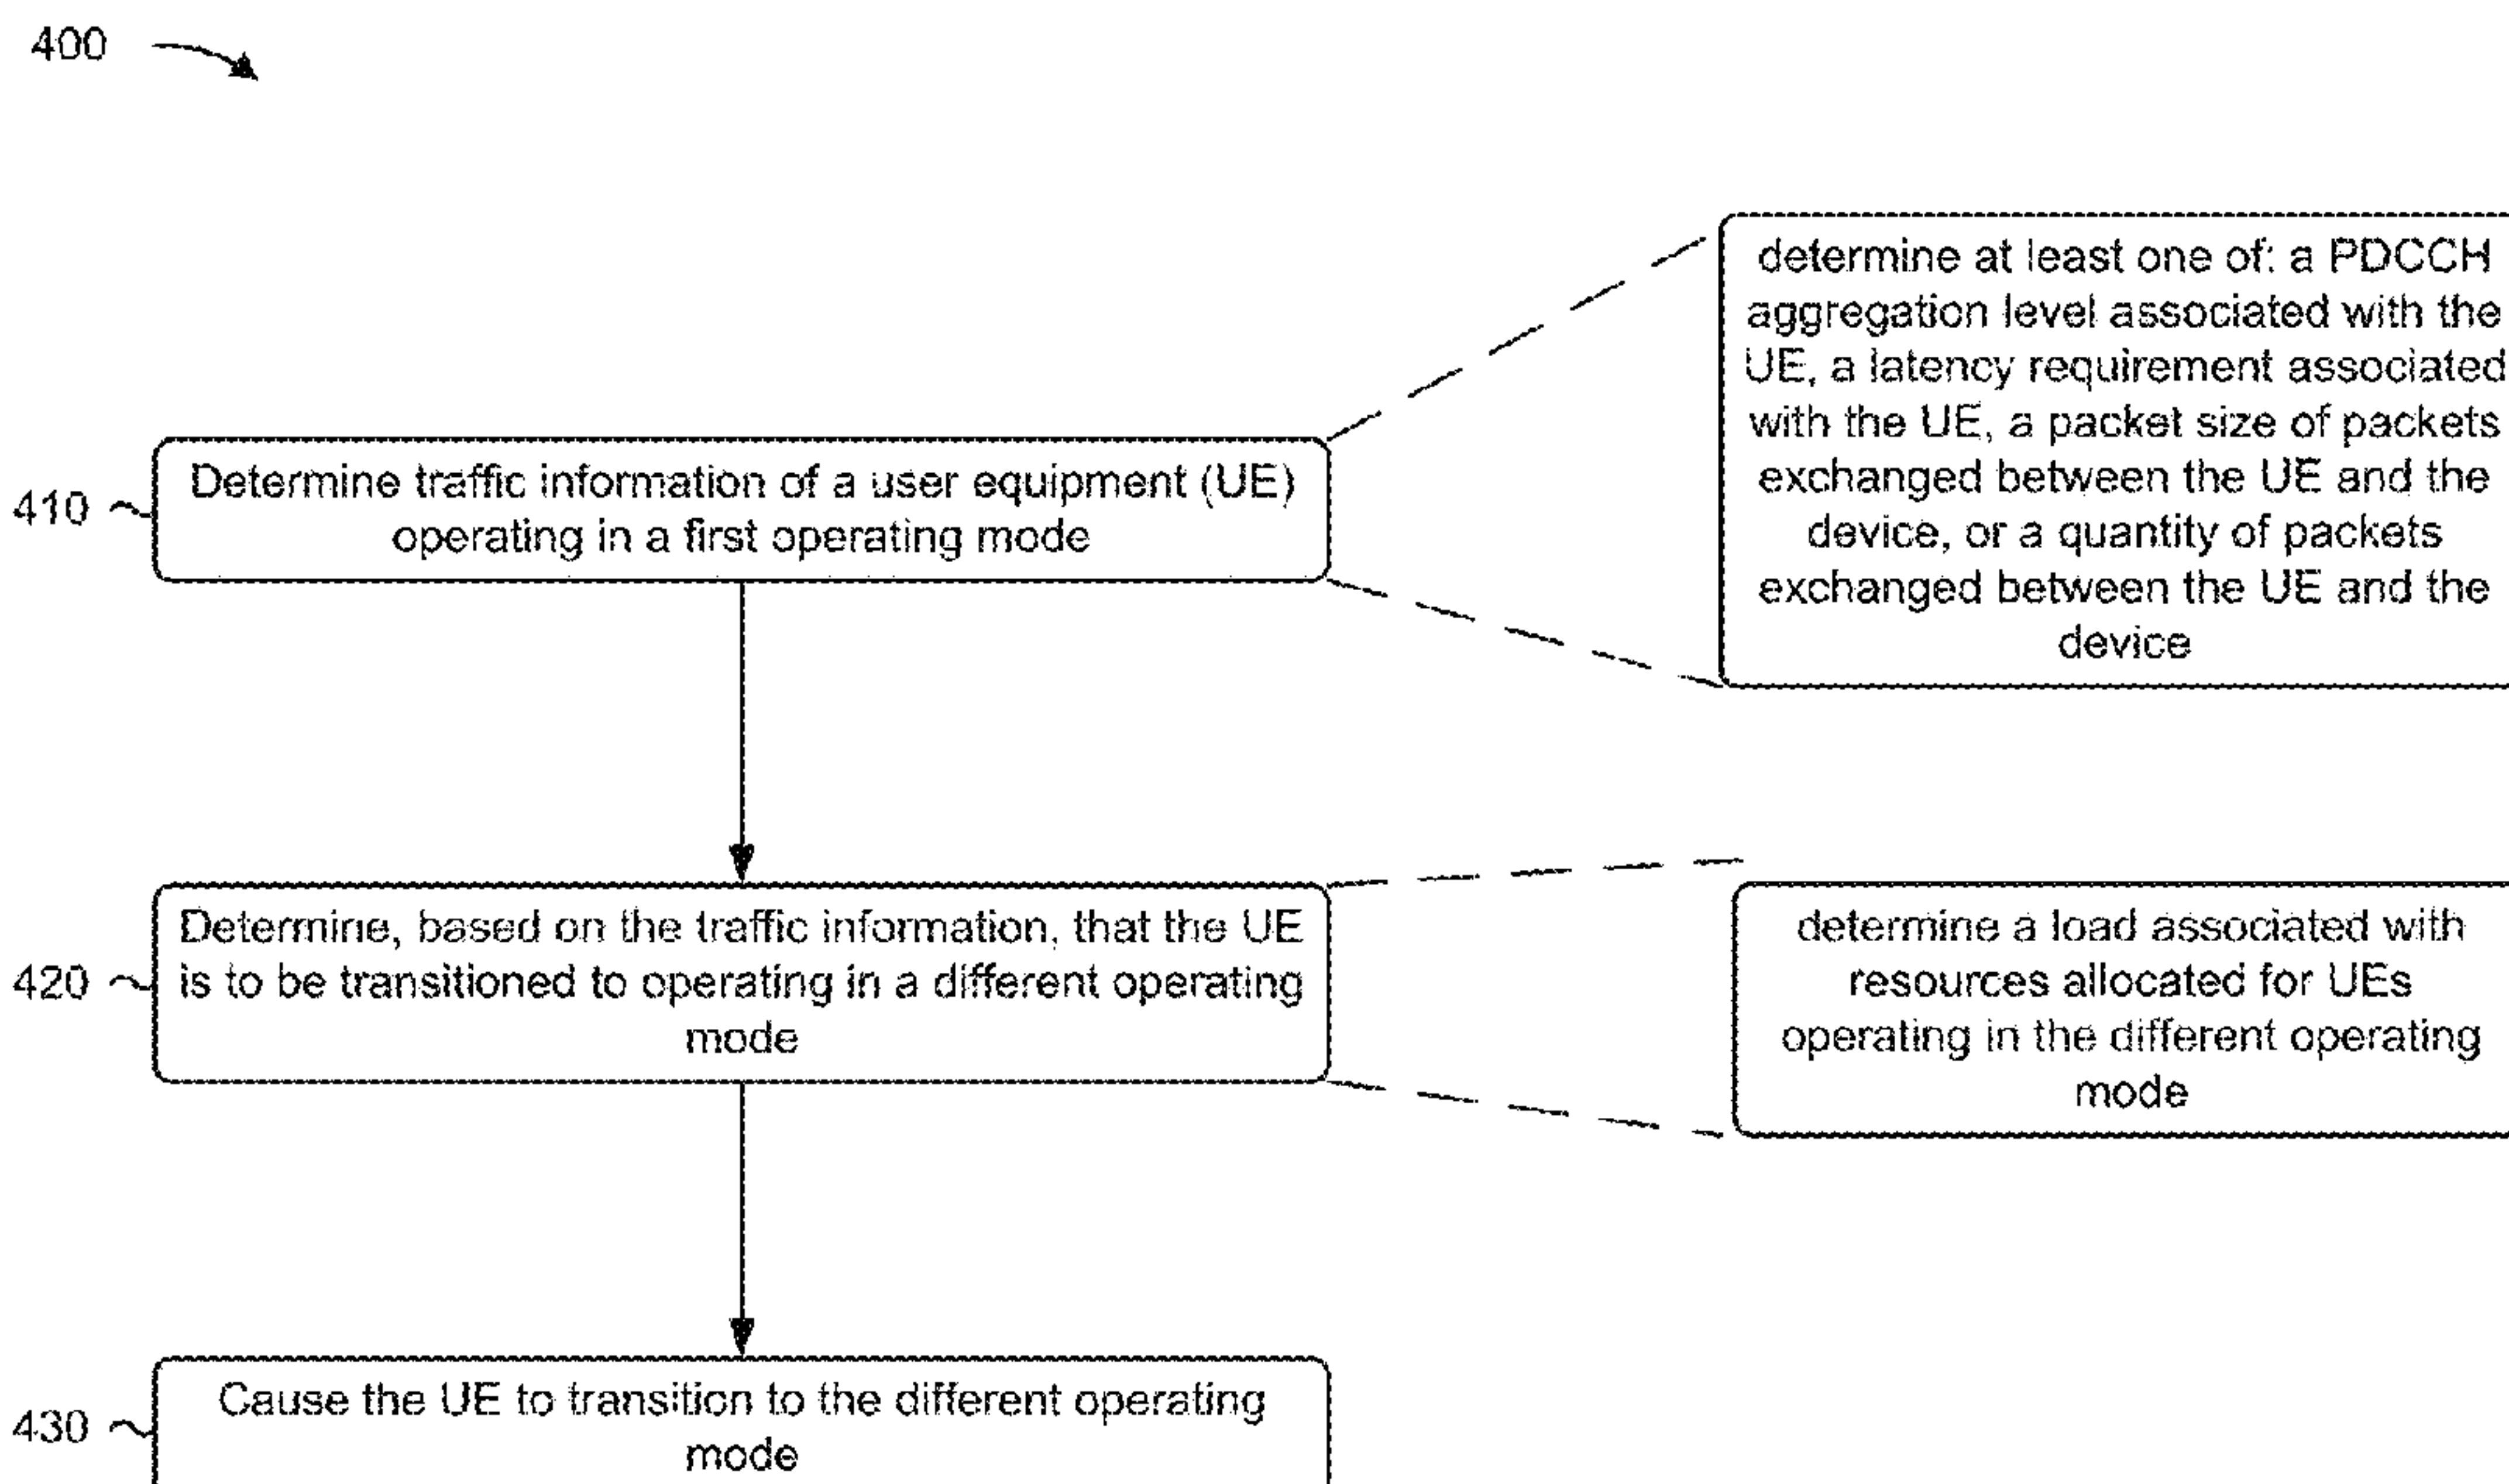 400
determine at least one of: a PDCCH
aggregation level associated with the
UE, a latency requirement associated
with the UE, a packet size of packets
exchanged between the UE and the
device, or a quantity of packets
exchanged between the UE and the
device
410
Determine traffic information of a user equipment (UE)
operating in a first operating mode
420
Determine, based on the traffic information, that the UE
is to be transitioned to operating in a different operating
mode
determine a load associated with
resources allocated for UEs
operating in the different operating
mode
430
Cause the UE to transition to the different operating
mode